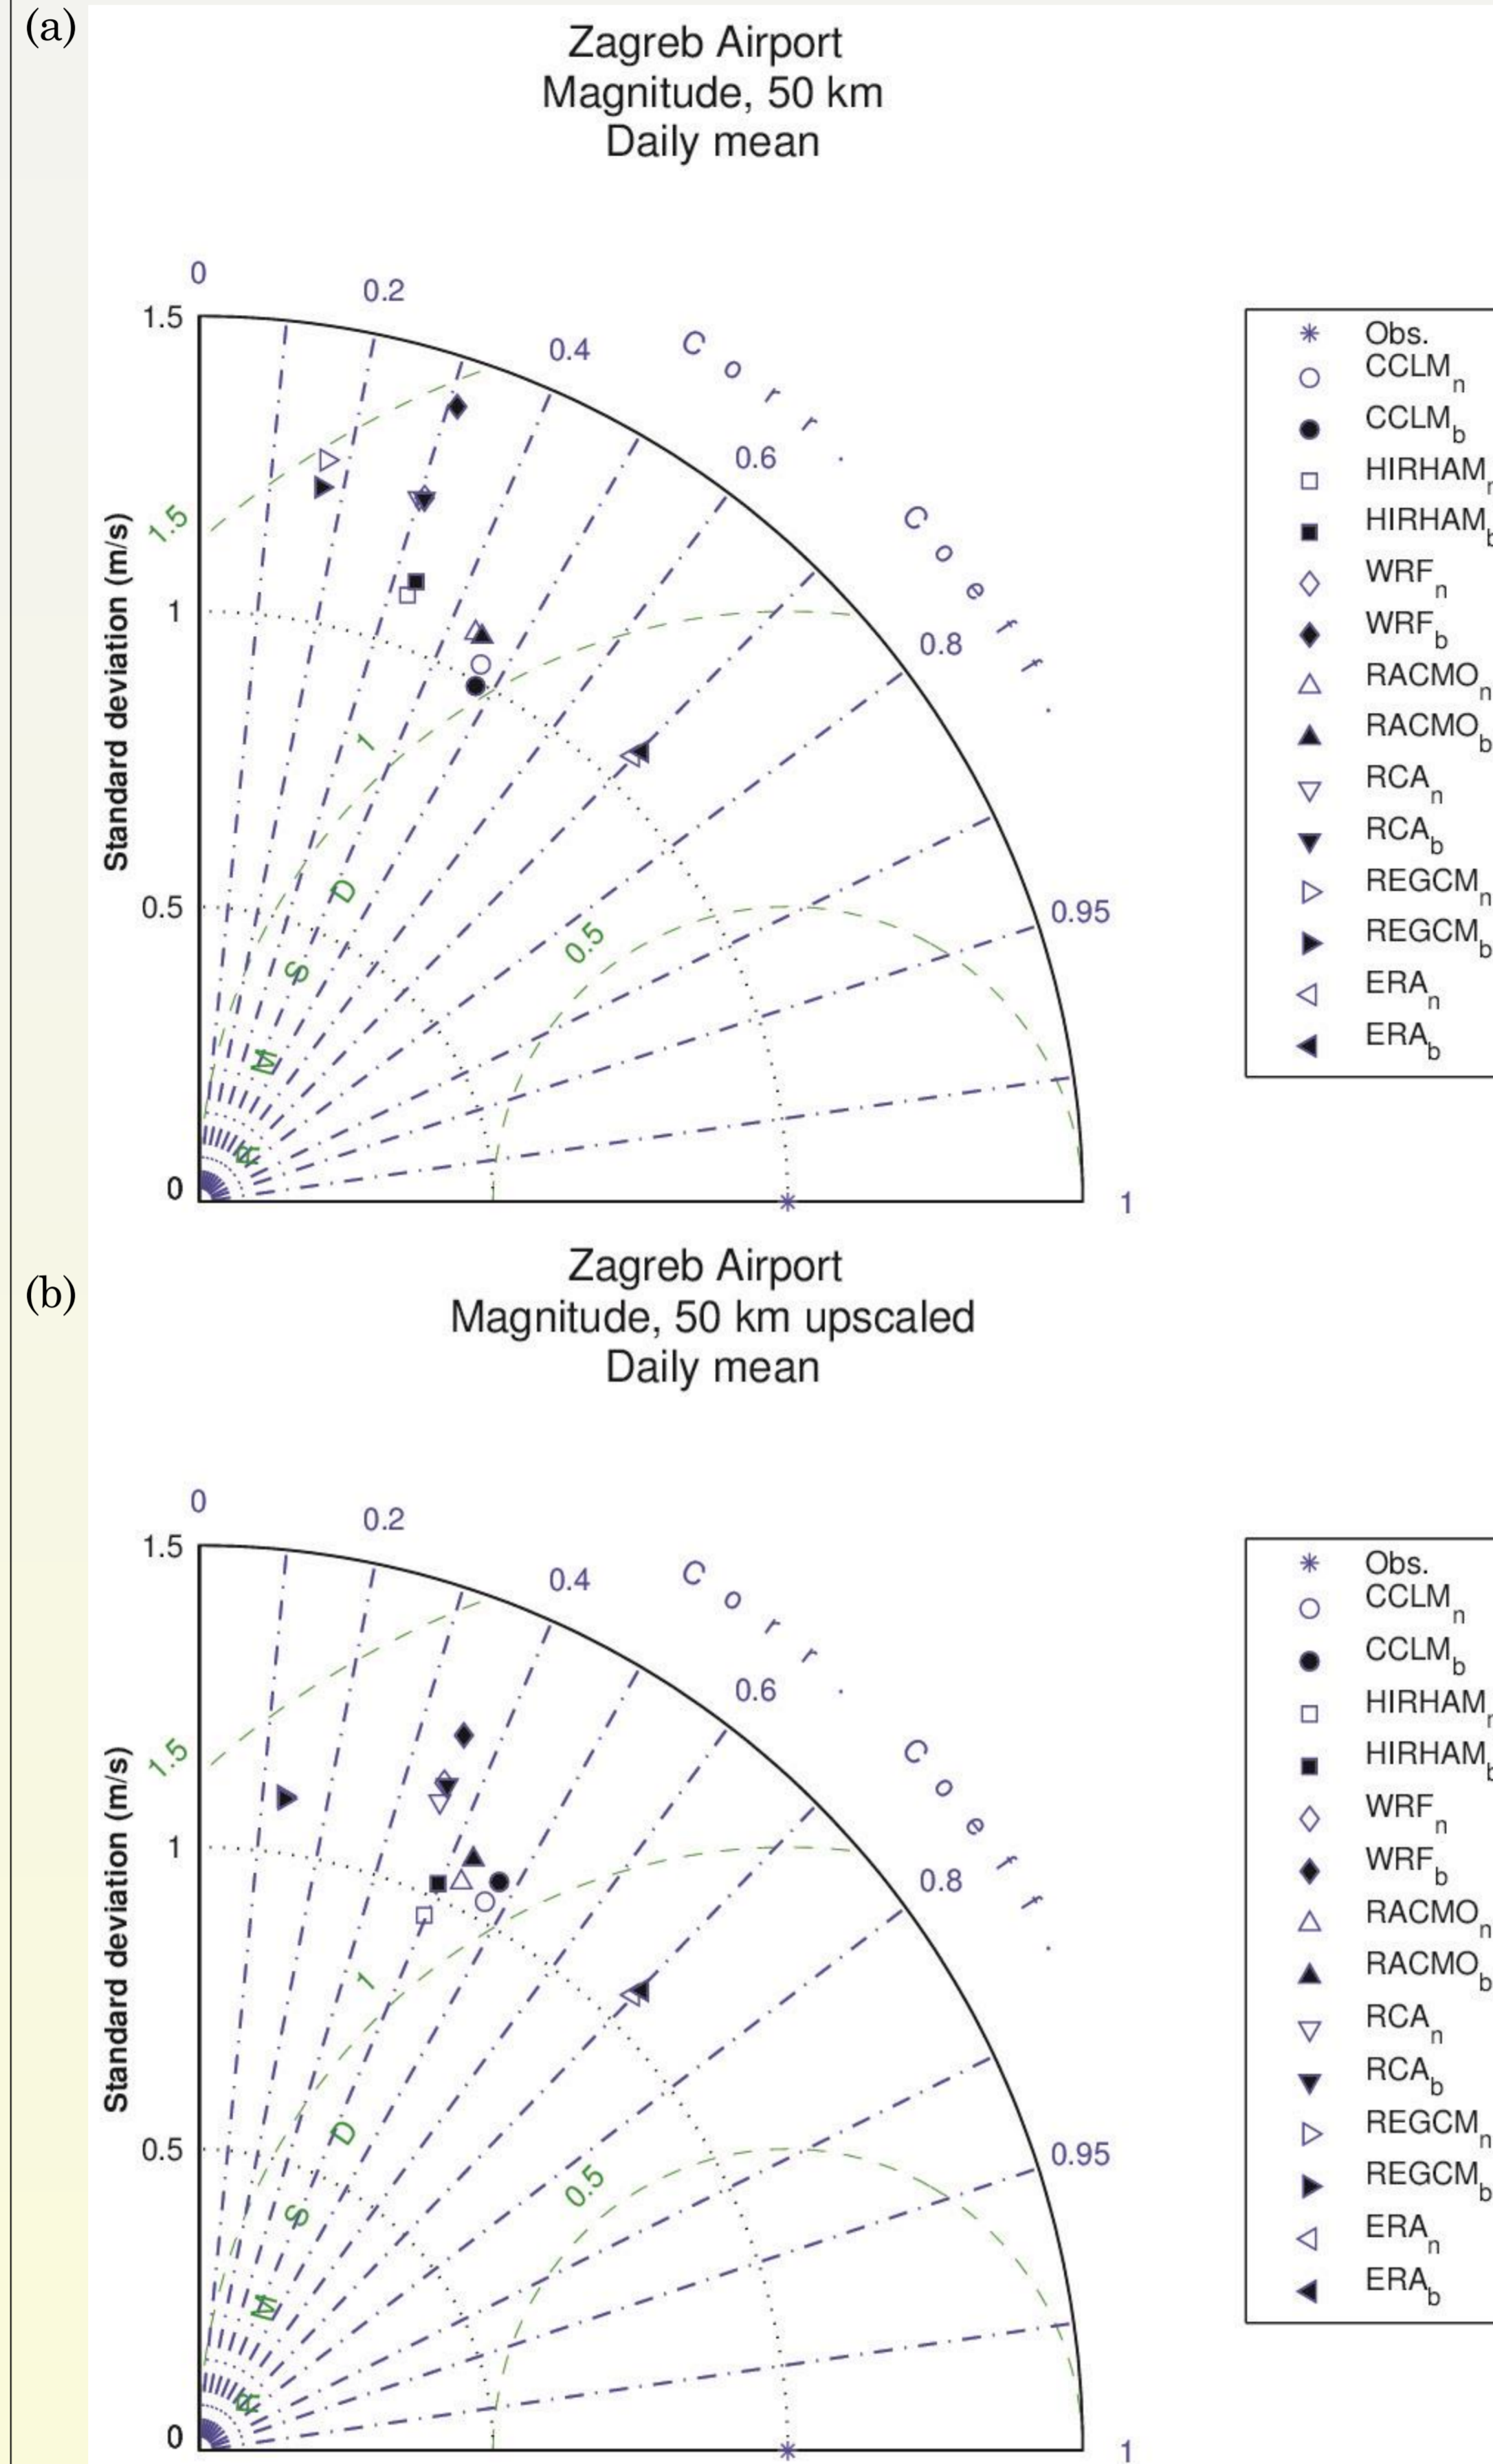 (a)
Zagreb Airport
Magnitude, 50 km
Daily mean
0
0.2
0.4
0.6
0.8
0.95
1
Corr. Coeff.
1.5
1
0.5
0
Standard deviation (m/s)
1.5
1
0.5
RMSD
Obs.
CCLMn
CCLMb
HIRHAMn
HIRHAMb
WRFn
WRFb
RACMOn
RACMOb
RCAn
RCAb
REGCMn
REGCMb
ERAn
ERAb
(b)
Zagreb Airport
Magnitude, 50 km upscaled
Daily mean
0
0.2
0.4
0.6
0.8
0.95
1
Corr. Coeff.
1.5
1
0.5
0
Standard deviation (m/s)
1.5
1
0.5
RMSD
Obs.
CCLMn
CCLMb
HIRHAMn
HIRHAMb
WRFn
WRFb
RACMOn
RACMOb
RCAn
RCAb
REGCMn
REGCMb
ERAn
ERAb